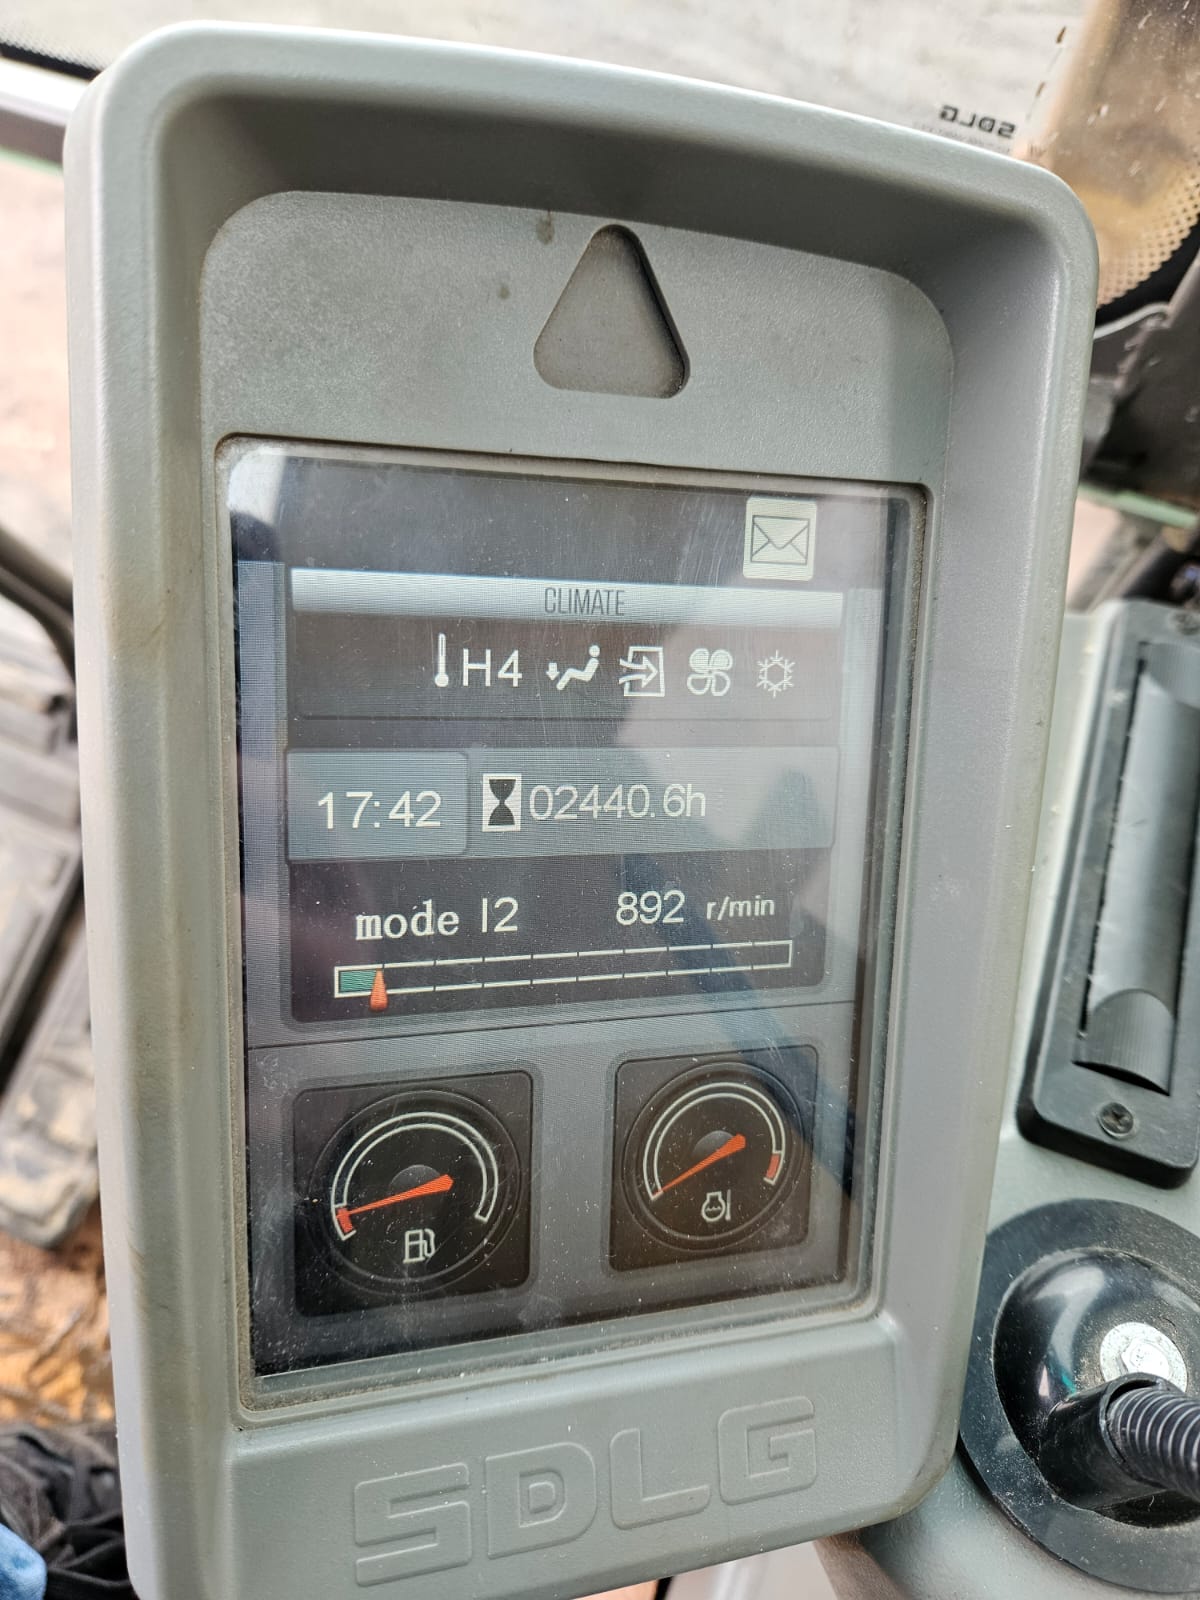 SDLG
CLIMATE
H4
17:42 02440.6h
mode I2 892 r/min
SDLG